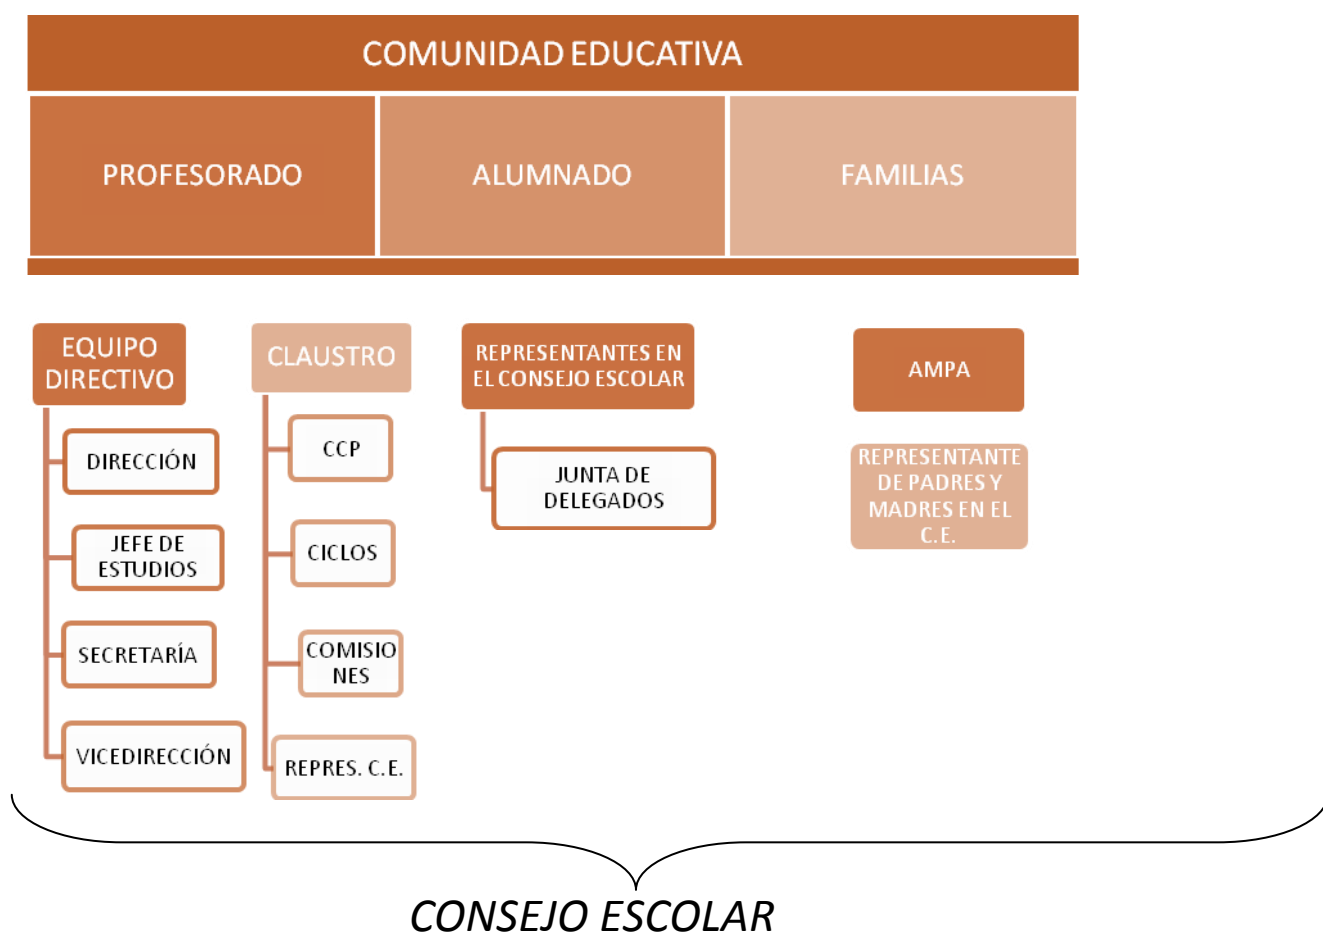 COMUNIDAD EDUCATIVA
PROFESORADO
ALUMNADO
FAMILIAS
EQUIPO
DIRECTIVO
DIRECCIÓN
JEFE DE
ESTUDIOS
SECRETARÍA
VICEDIRECCIÓN
CLAUSTRO
CCP
CICLOS
COMISIO
NES
REPRES. C.E.
REPRESENTANTES EN
EL CONSEJO ESCOLAR
JUNTA DE
DELEGADOS
AMPA
REPRESENTANTE
DE PADRES Y
MADRES EN EL
C.E.
CONSEJO ESCOLAR